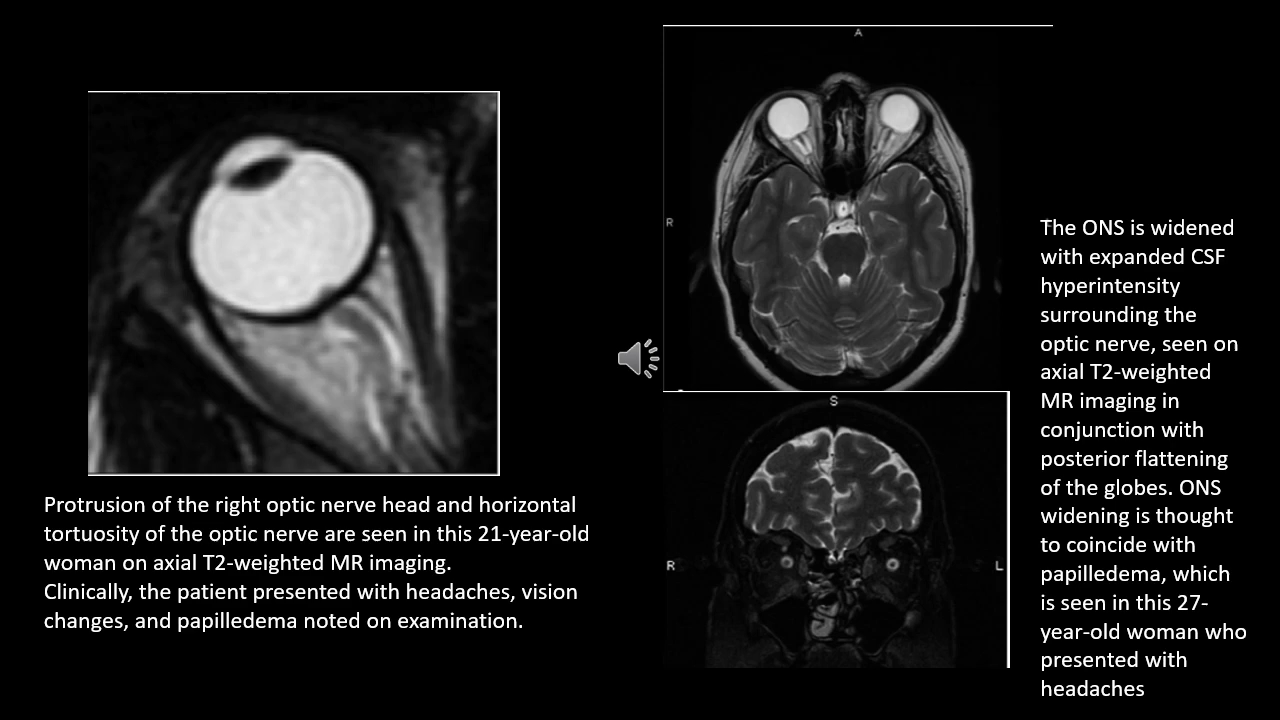 Protrusion of the right optic nerve head and horizontal
tortuosity of the optic nerve are seen in this 21-year-old
woman on axial T2-weighted MR imaging.
Clinically, the patient presented with headaches, vision
changes, and papilledema noted on examination.
A
R
S
R
L
The ONS is widened
with expanded CSF
hyperintensity
surrounding the
optic nerve, seen on
axial T2-weighted
MR imaging in
conjunction with
posterior flattening
of the globes. ONS
widening is thought
to coincide with
papilledema, which
is seen in this 27-
year-old woman who
presented with
headaches